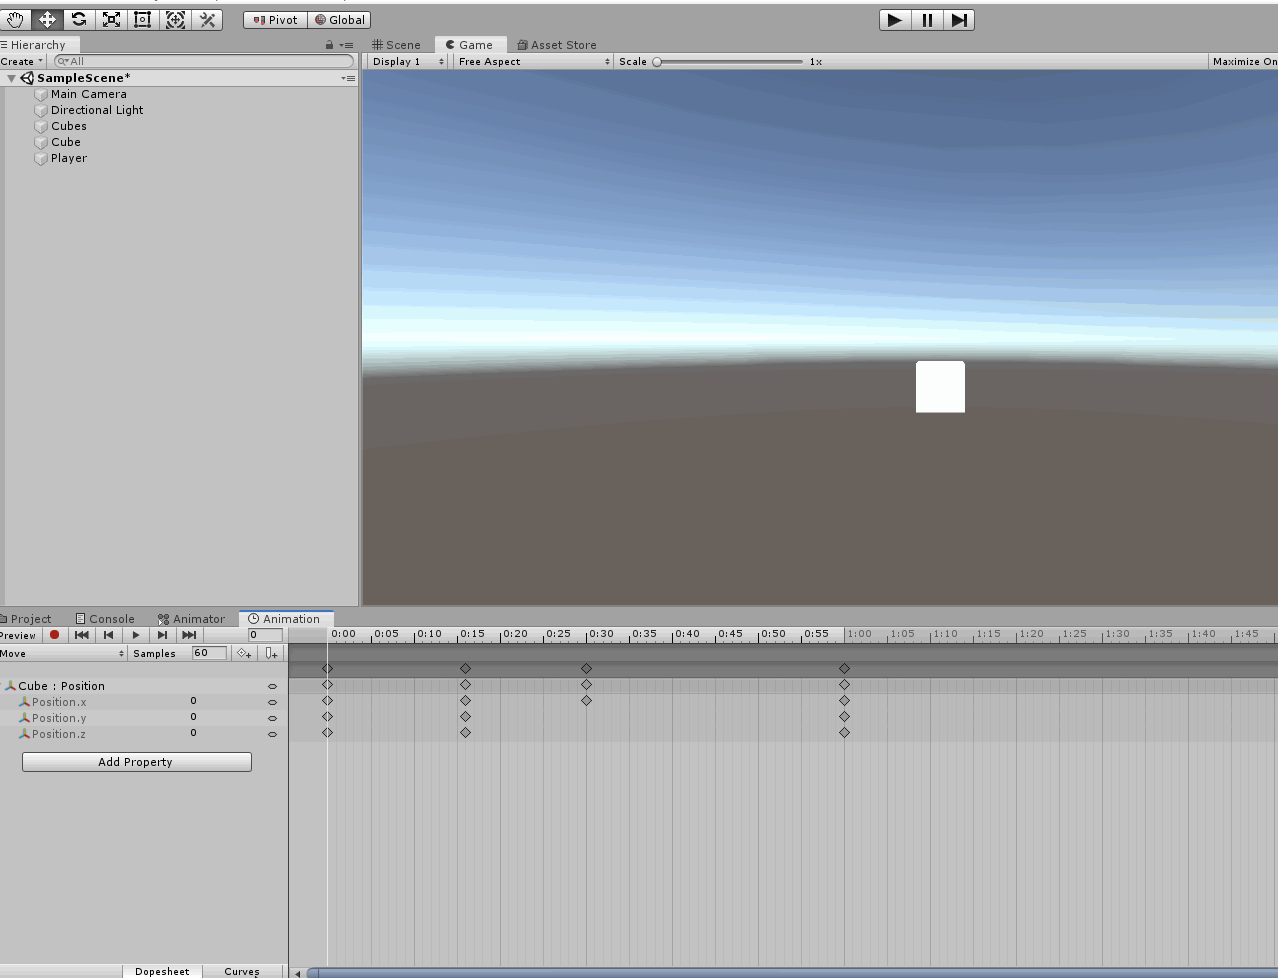 Pivot Global
Hierarchy
Scene Game Asset Store
Create All
Display 1 Free Aspect Scale 1x Maximize On
SampleScene*
Main Camera
Directional Light
Cubes
Cube
Player
Project Console Animator Animation
Preview 0
0:00 0:05 0:10 0:15 0:20 0:25 0:30 0:35 0:40 0:45 0:50 0:55 1:00 1:05 1:10 1:15 1:20 1:25 1:30 1:35 1:40 1:45
Move Samples 60
Cube : Position
Position.x 0
Position.y 0
Position.z 0
Add Property
Dopesheet Curves